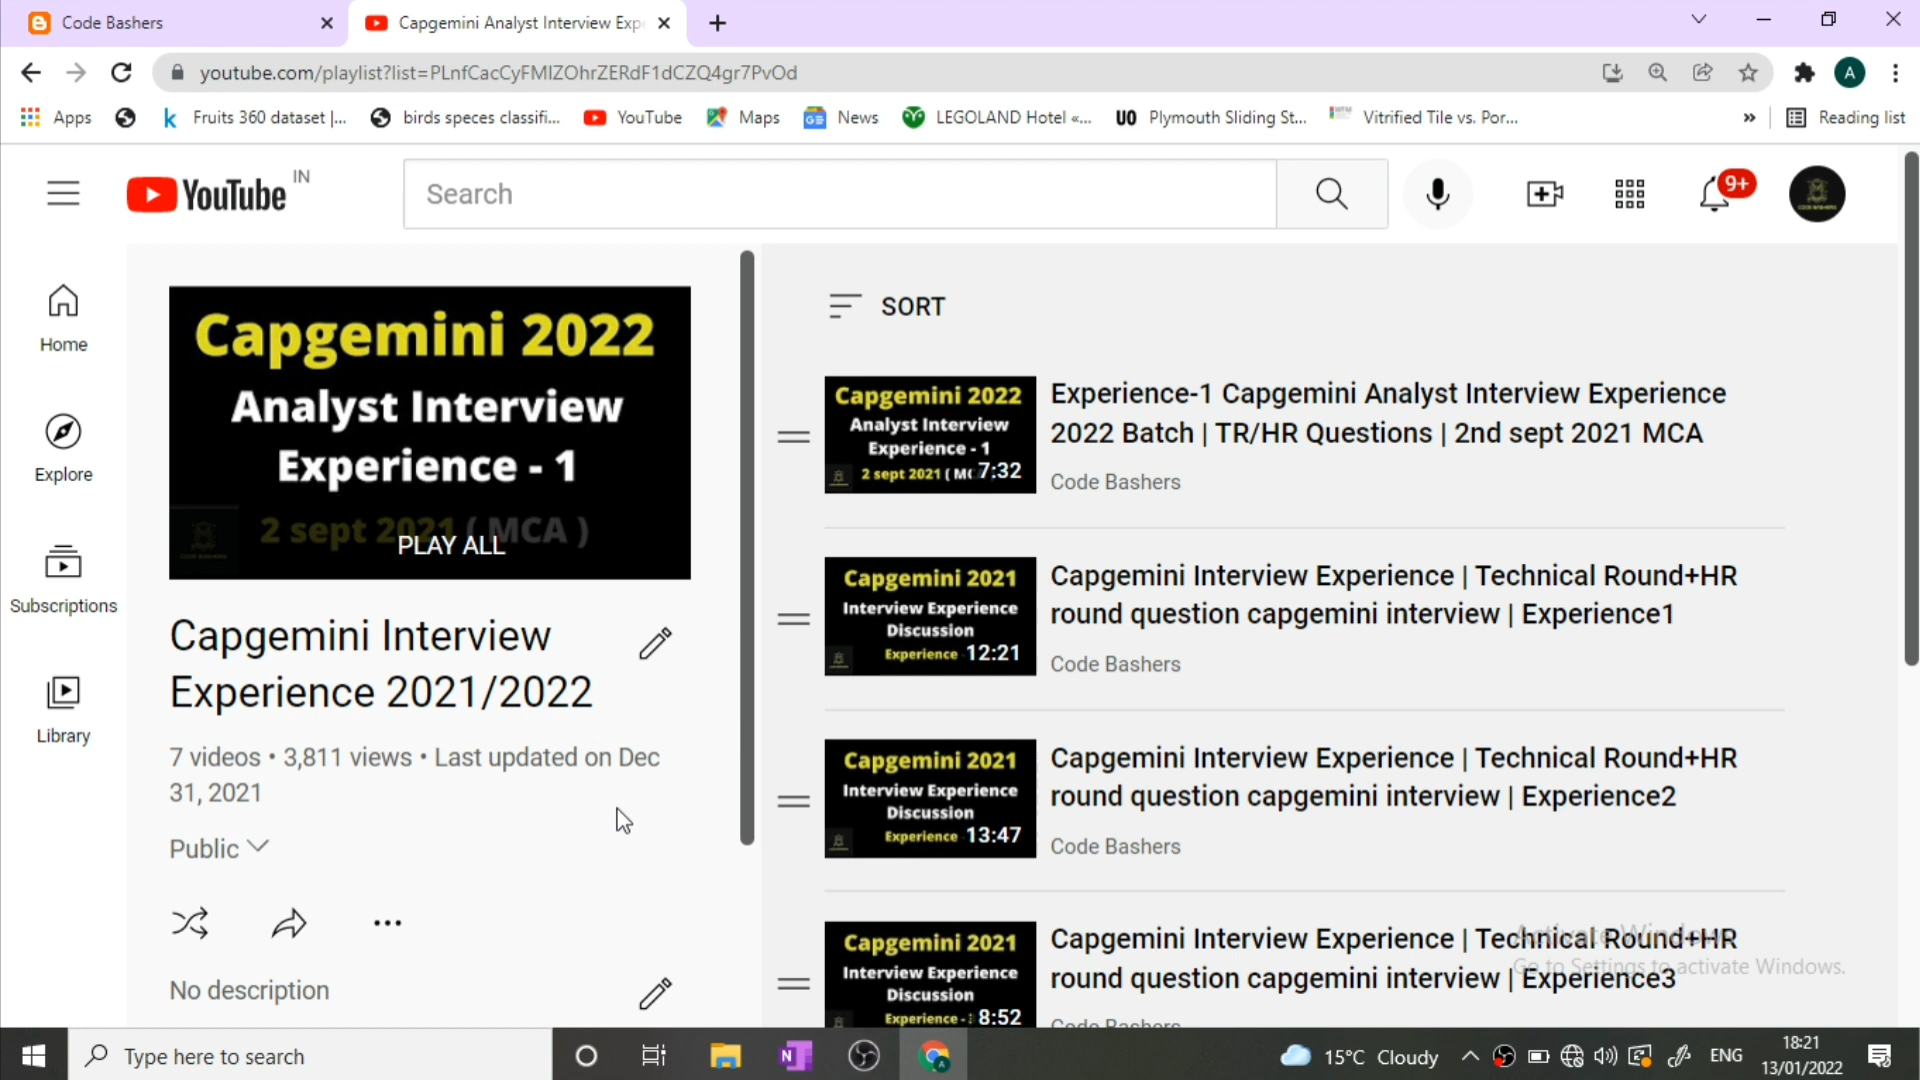 Code Bashers
Capgemini Analyst Interview Exp
youtube.com/playlist?list=PLnfCacCyFMIZOhrZERdF1dCZQ4gr7PvOd
A
Apps
Fruits 360 dataset |...
birds speces classifi...
YouTube
Maps
News
LEGOLAND Hotel «...
UO Plymouth Sliding St...
Vitrified Tile vs. Por...
»
Reading list
YouTube IN
Search
9+
Home
Explore
Subscriptions
Library
Capgemini 2022
Analyst Interview
Experience - 1
2 sept 2021 ( MCA )
PLAY ALL
Capgemini Interview
Experience 2021/2022
7 videos • 3,811 views • Last updated on Dec
31, 2021
Public
No description
SORT
Capgemini 2022
Analyst Interview
Experience - 1
2 sept 2021 ( MC
7:32
Experience-1 Capgemini Analyst Interview Experience
2022 Batch | TR/HR Questions | 2nd sept 2021 MCA
Code Bashers
Capgemini 2021
Interview Experience
Discussion
Experience
12:21
Capgemini Interview Experience | Technical Round+HR
round question capgemini interview | Experience1
Code Bashers
Capgemini 2021
Interview Experience
Discussion
Experience
13:47
Capgemini Interview Experience | Technical Round+HR
round question capgemini interview | Experience2
Code Bashers
Capgemini 2021
Interview Experience
Discussion
Experience -
8:52
Capgemini Interview Experience | Technical Round+HR
round question capgemini interview | Experience3
Code Bashers
Activate Windows
Go to Settings to activate Windows.
Type here to search
15°C Cloudy
ENG
18:21
13/01/2022